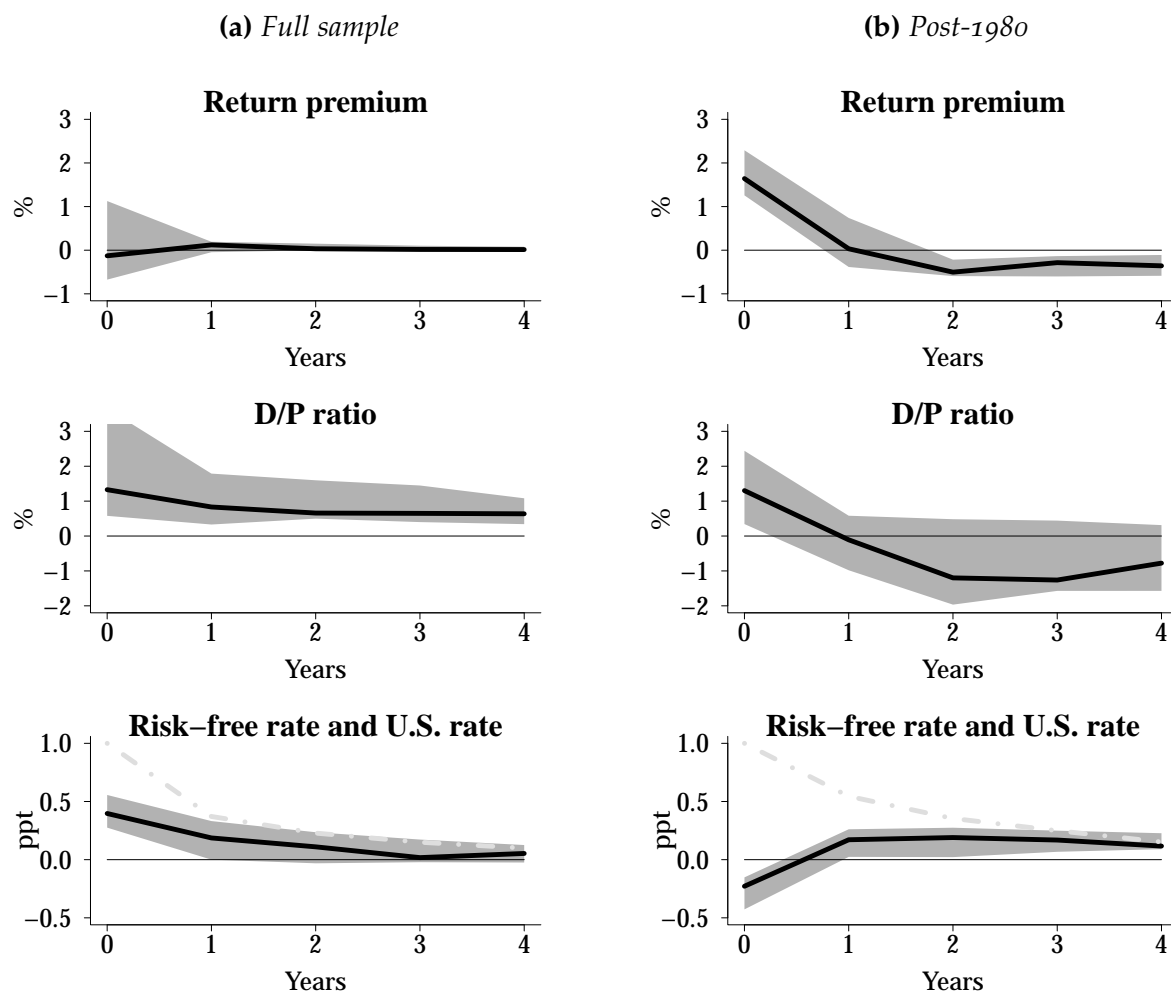 (a) Full sample
Return premium
3
2
1
0
−1
%
0 1 2 3 4
Years
D/P ratio
3
2
1
0
−1
−2
%
0 1 2 3 4
Years
Risk−free rate and U.S. rate
1.0
0.5
0.0
−0.5
ppt
0 1 2 3 4
Years
(b) Post-1980
Return premium
3
2
1
0
−1
%
0 1 2 3 4
Years
D/P ratio
3
2
1
0
−1
−2
%
0 1 2 3 4
Years
Risk−free rate and U.S. rate
1.0
0.5
0.0
−0.5
ppt
0 1 2 3 4
Years